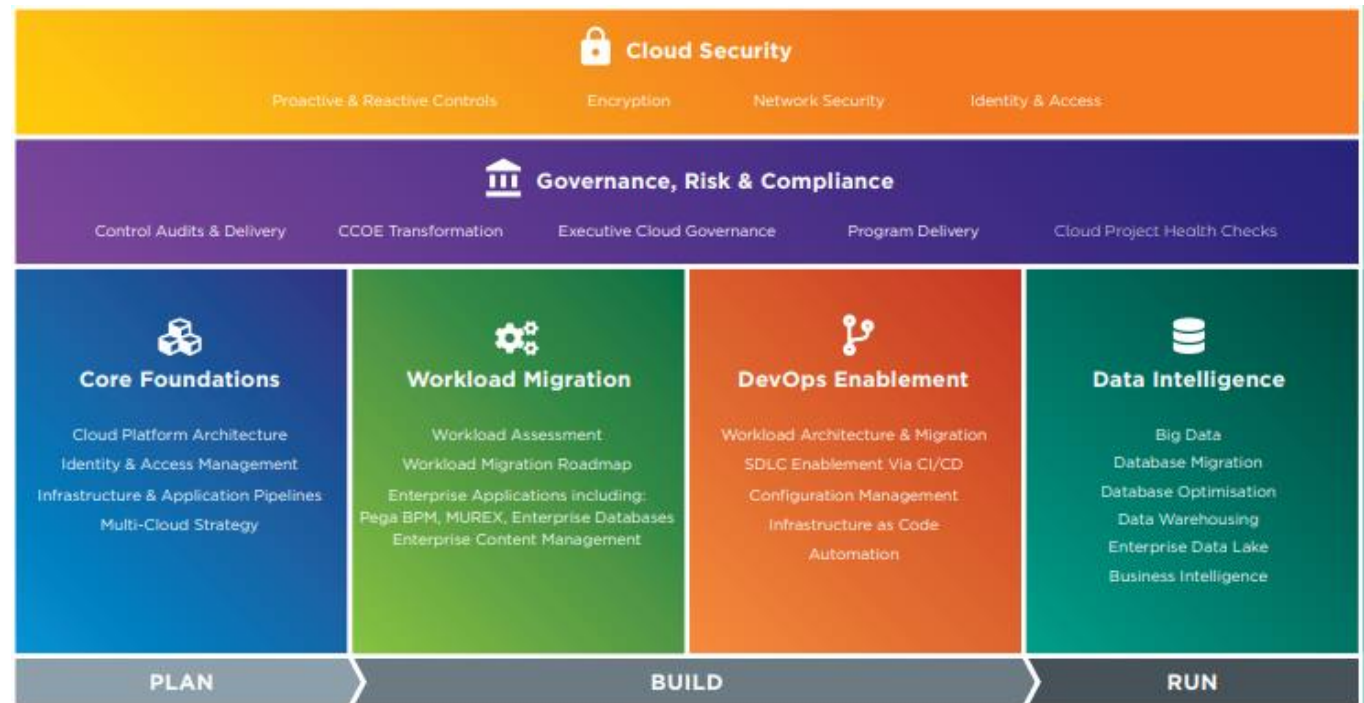 Cloud Security
Proactive & Reactive Controls
Encryption
Network Security
Identity & Access
Governance, Risk & Compliance
Control Audits & Delivery
CCOE Transformation
Executive Cloud Governance
Program Delivery
Cloud Project Health Checks
Core Foundations
Cloud Platform Architecture
Identity & Access Management
Infrastructure & Application Pipelines
Multi-Cloud Strategy
Workload Migration
Workload Assessment
Workload Migration Roadmap
Enterprise Applications including:
Pega BPM, MUREX, Enterprise Databases
Enterprise Content Management
DevOps Enablement
Workload Architecture & Migration
SDLC Enablement Via CI/CD
Configuration Management
Infrastructure as Code
Automation
Data Intelligence
Big Data
Database Migration
Database Optimisation
Data Warehousing
Enterprise Data Lake
Business Intelligence
PLAN
BUILD
RUN